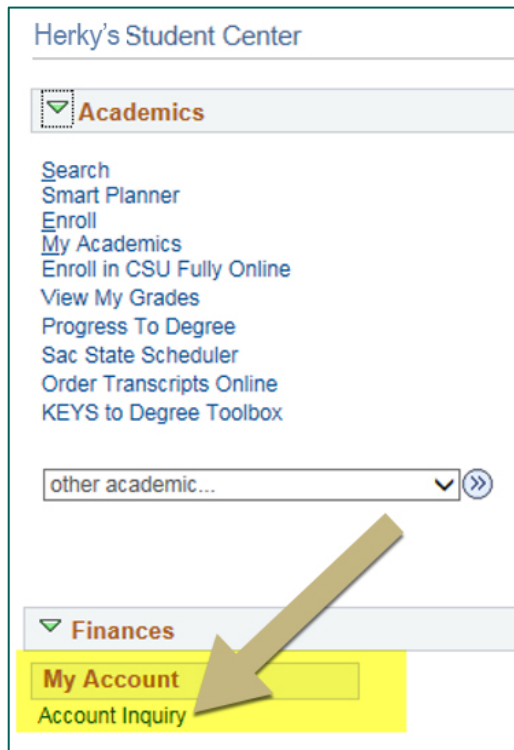 Herky's Student Center
Academics
Search
Smart Planner
Enroll
My Academics
Enroll in CSU Fully Online
View My Grades
Progress To Degree
Sac State Scheduler
Order Transcripts Online
KEYS to Degree Toolbox
other academic...
Finances
My Account
Account Inquiry